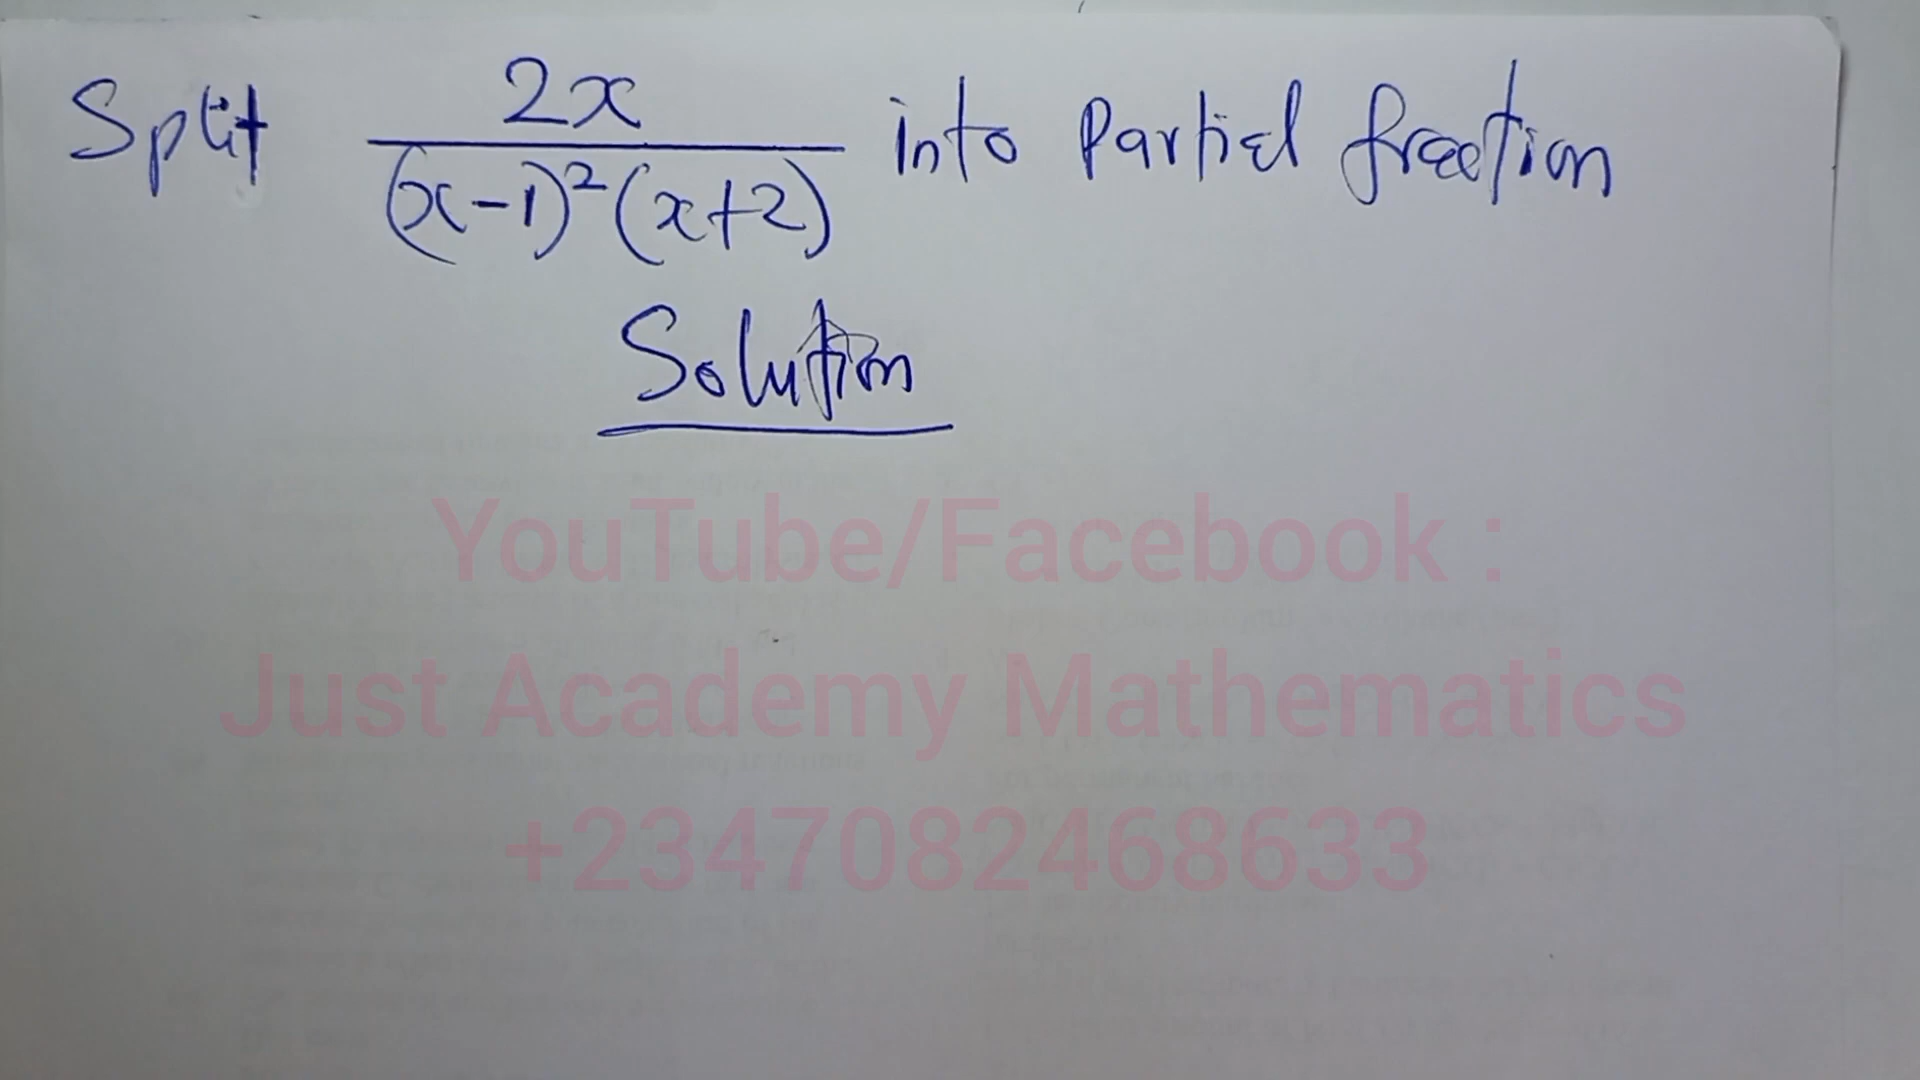 Split 2x/(x-1)²(x+2) into Partial fraction
Solution
YouTube/Facebook :
Just Academy Mathematics
+2347082468633